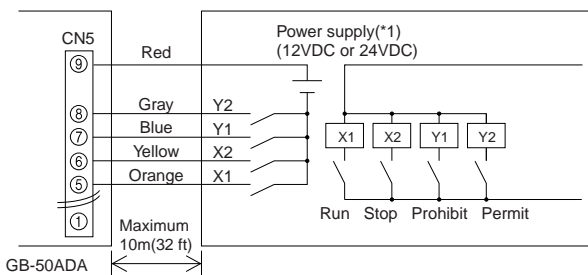 CN5
Power supply(*1)
(12VDC or 24VDC)
⑨ Red
⑧ Gray Y2
⑦ Blue Y1
⑥ Yellow X2
⑤ Orange X1
①
X1 X2 Y1 Y2
Run Stop Prohibit Permit
Maximum
10m(32 ft)
GB-50ADA